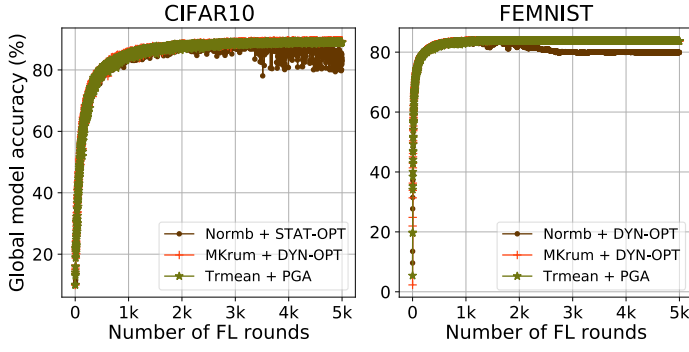 CIFAR10
Global model accuracy (%)
80
60
40
20
Normb + STAT-OPT
MKrum + DYN-OPT
Trmean + PGA
0 1k 2k 3k 4k 5k
Number of FL rounds
FEMNIST
80
60
40
20
0
Normb + DYN-OPT
MKrum + DYN-OPT
Trmean + PGA
0 1k 2k 3k 4k 5k
Number of FL rounds